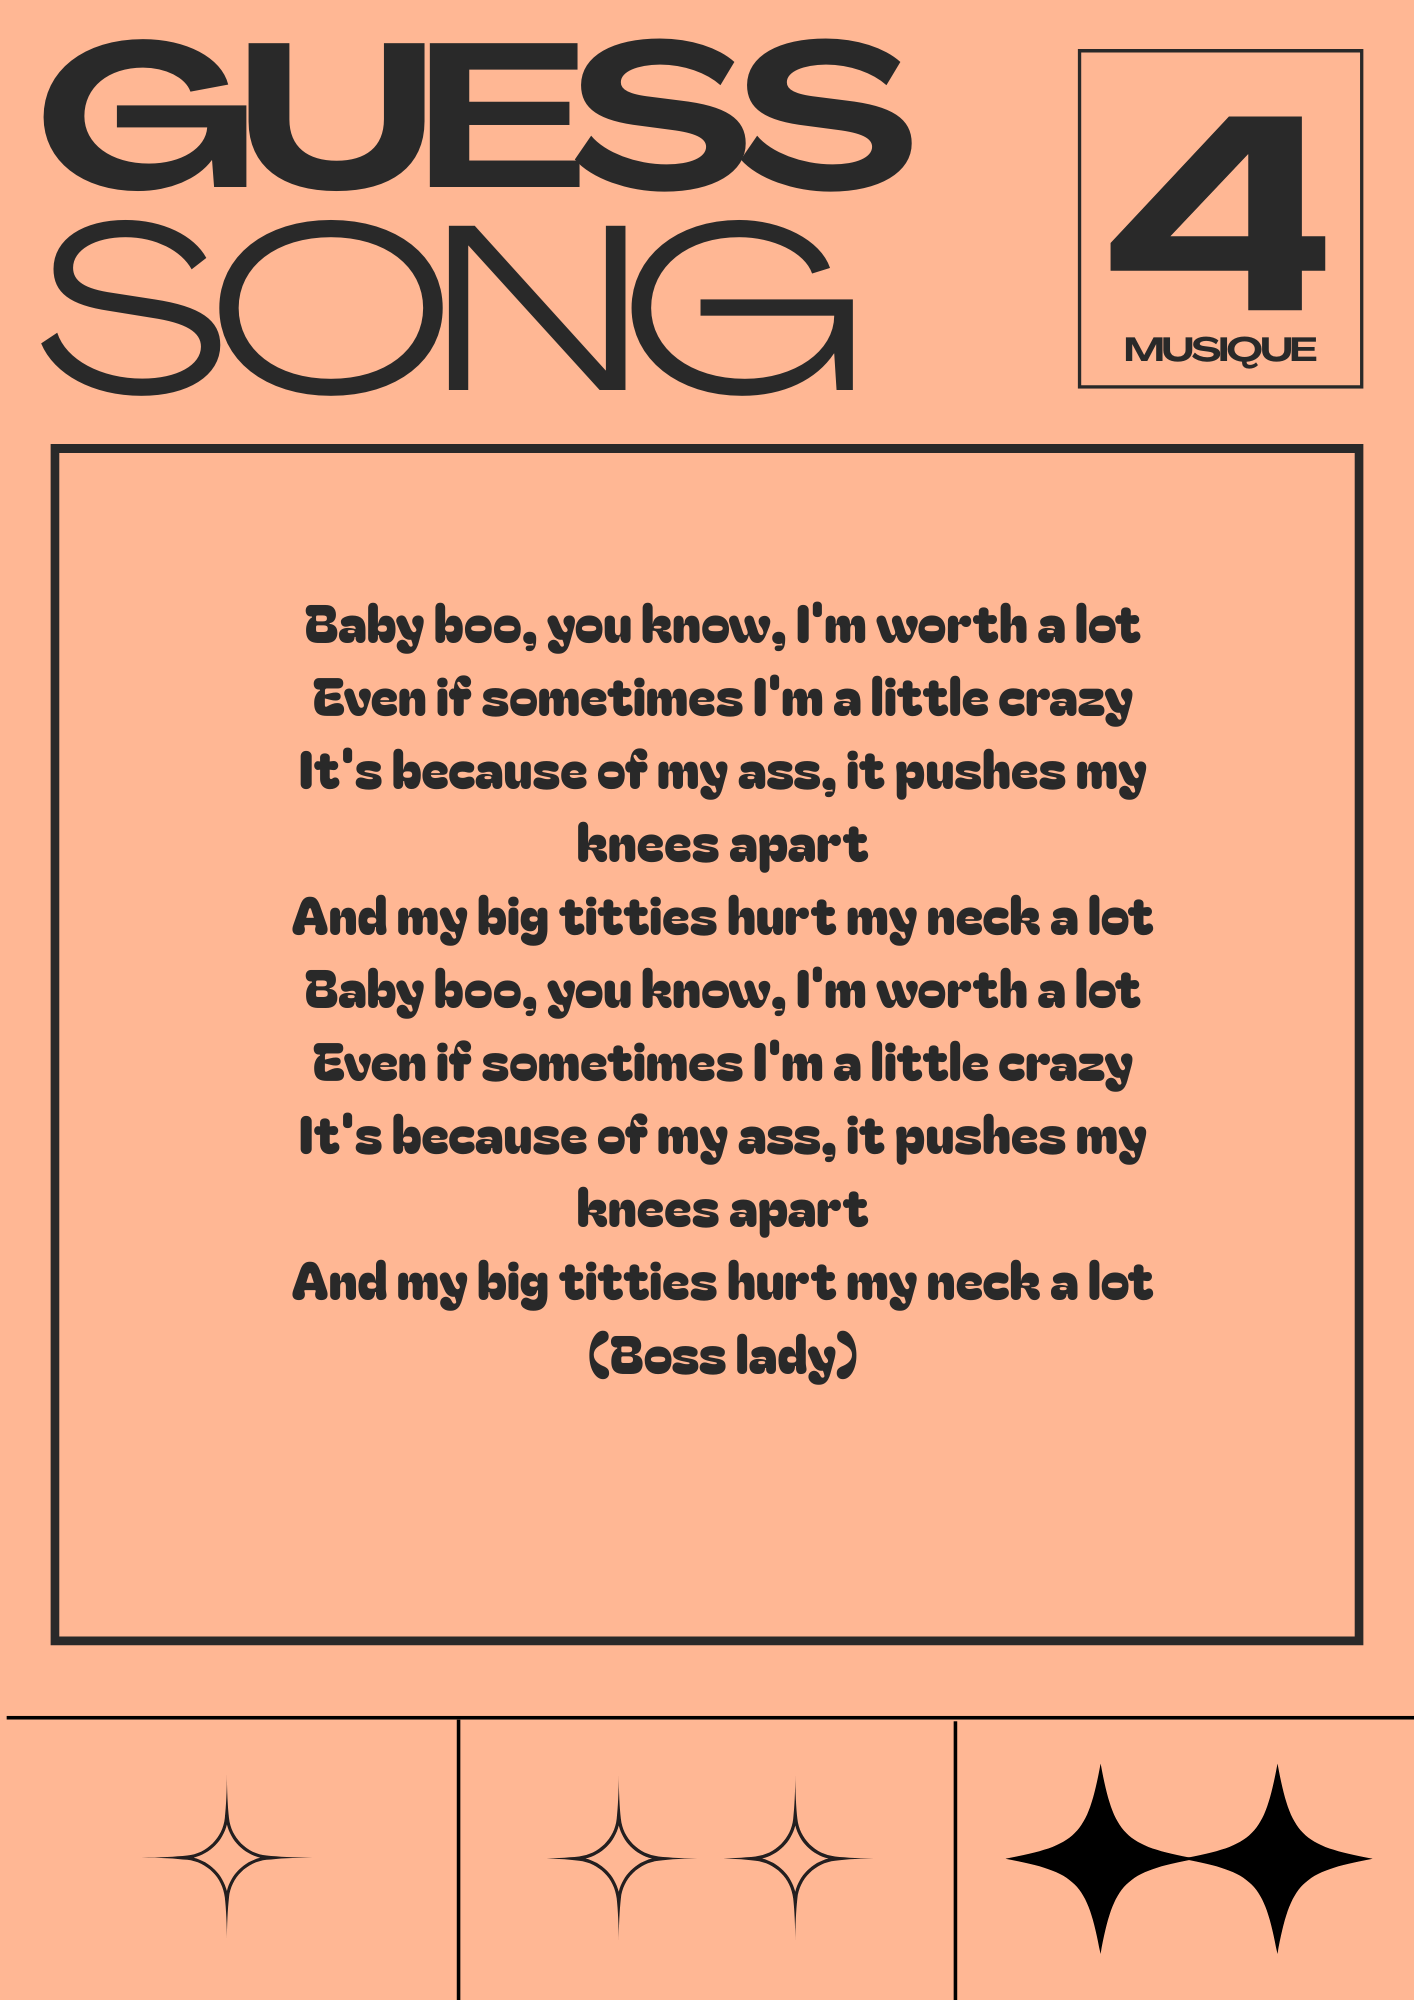 GUESS
SONG
4
MUSIQUE
Baby boo, you know, I'm worth a lot
Even if sometimes I'm a little crazy
It's because of my ass, it pushes my
knees apart
And my big titties hurt my neck a lot
Baby boo, you know, I'm worth a lot
Even if sometimes I'm a little crazy
It's because of my ass, it pushes my
knees apart
And my big titties hurt my neck a lot
(Boss lady)